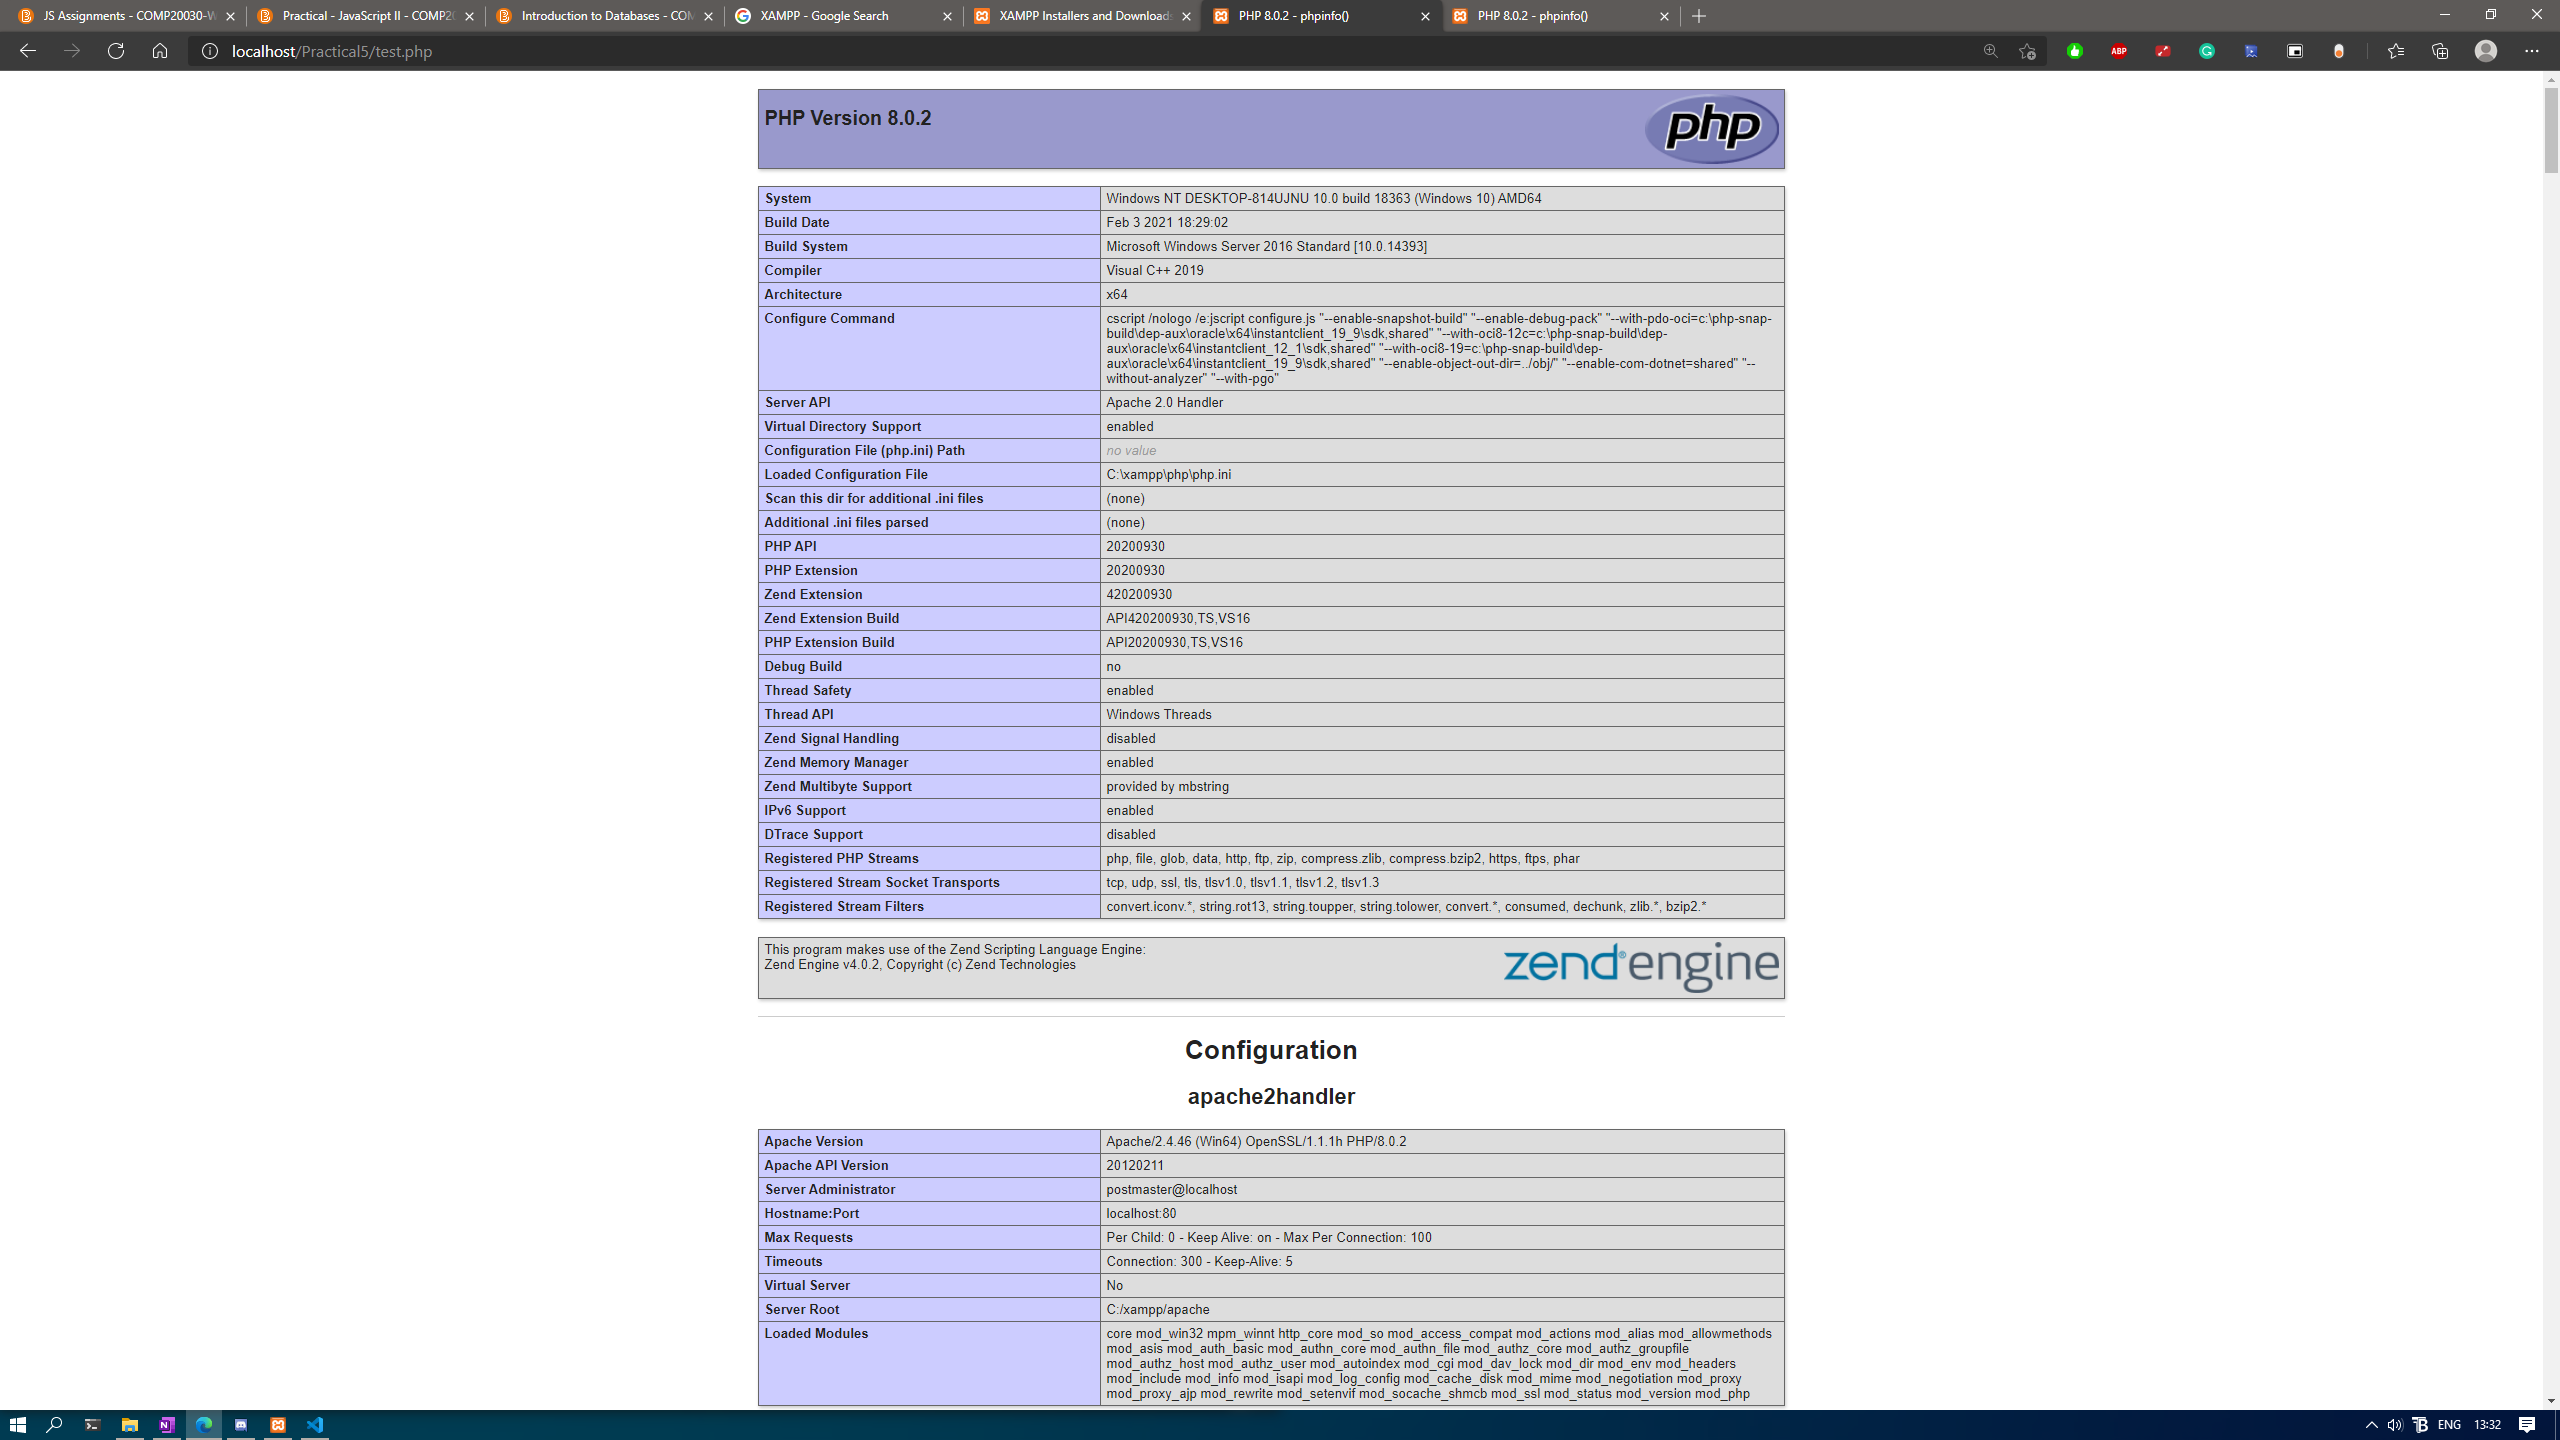 JS Assignments - COMP20030-W
Practical - JavaScript II - COMP20
Introduction to Databases - COM
XAMPP - Google Search
XAMPP Installers and Downloads
PHP 8.0.2 - phpinfo()
PHP 8.0.2 - phpinfo()
localhost/Practical5/test.php
ABP
PHP Version 8.0.2
php
System Windows NT DESKTOP-814UJNU 10.0 build 18363 (Windows 10) AMD64
Build Date Feb 3 2021 18:29:02
Build System Microsoft Windows Server 2016 Standard [10.0.14393]
Compiler Visual C++ 2019
Architecture x64
Configure Command cscript /nologo /e:jscript configure.js "--enable-snapshot-build" "--enable-debug-pack" "--with-pdo-oci=c:\php-snap-
build\dep-aux\oracle\x64\instantclient_19_9\sdk,shared" "--with-oci8-12c=c:\php-snap-build\dep-
aux\oracle\x64\instantclient_12_1\sdk,shared" "--with-oci8-19=c:\php-snap-build\dep-
aux\oracle\x64\instantclient_19_9\sdk,shared" "--enable-object-out-dir=../obj/" "--enable-com-dotnet=shared" "--
without-analyzer" "--with-pgo"
Server API Apache 2.0 Handler
Virtual Directory Support enabled
Configuration File (php.ini) Path no value
Loaded Configuration File C:\xampp\php\php.ini
Scan this dir for additional .ini files (none)
Additional .ini files parsed (none)
PHP API 20200930
PHP Extension 20200930
Zend Extension 420200930
Zend Extension Build API420200930,TS,VS16
PHP Extension Build API20200930,TS,VS16
Debug Build no
Thread Safety enabled
Thread API Windows Threads
Zend Signal Handling disabled
Zend Memory Manager enabled
Zend Multibyte Support provided by mbstring
IPv6 Support enabled
DTrace Support disabled
Registered PHP Streams php, file, glob, data, http, ftp, zip, compress.zlib, compress.bzip2, https, ftps, phar
Registered Stream Socket Transports tcp, udp, ssl, tls, tlsv1.0, tlsv1.1, tlsv1.2, tlsv1.3
Registered Stream Filters convert.iconv.*, string.rot13, string.toupper, string.tolower, convert.*, consumed, dechunk, zlib.*, bzip2.*
This program makes use of the Zend Scripting Language Engine:
Zend Engine v4.0.2, Copyright (c) Zend Technologies
zend® engine
Configuration
apache2handler
Apache Version Apache/2.4.46 (Win64) OpenSSL/1.1.1h PHP/8.0.2
Apache API Version 20120211
Server Administrator postmaster@localhost
Hostname:Port localhost:80
Max Requests Per Child: 0 - Keep Alive: on - Max Per Connection: 100
Timeouts Connection: 300 - Keep-Alive: 5
Virtual Server No
Server Root C:/xampp/apache
Loaded Modules core mod_win32 mpm_winnt http_core mod_so mod_access_compat mod_actions mod_alias mod_allowmethods
mod_asis mod_auth_basic mod_authn_core mod_authn_file mod_authz_core mod_authz_groupfile
mod_authz_host mod_authz_user mod_autoindex mod_cgi mod_dav_lock mod_dir mod_env mod_headers
mod_include mod_info mod_isapi mod_log_config mod_cache_disk mod_mime mod_negotiation mod_proxy
mod_proxy_ajp mod_rewrite mod_setenvif mod_socache_shmcb mod_ssl mod_status mod_version mod_php
ENG 13:32